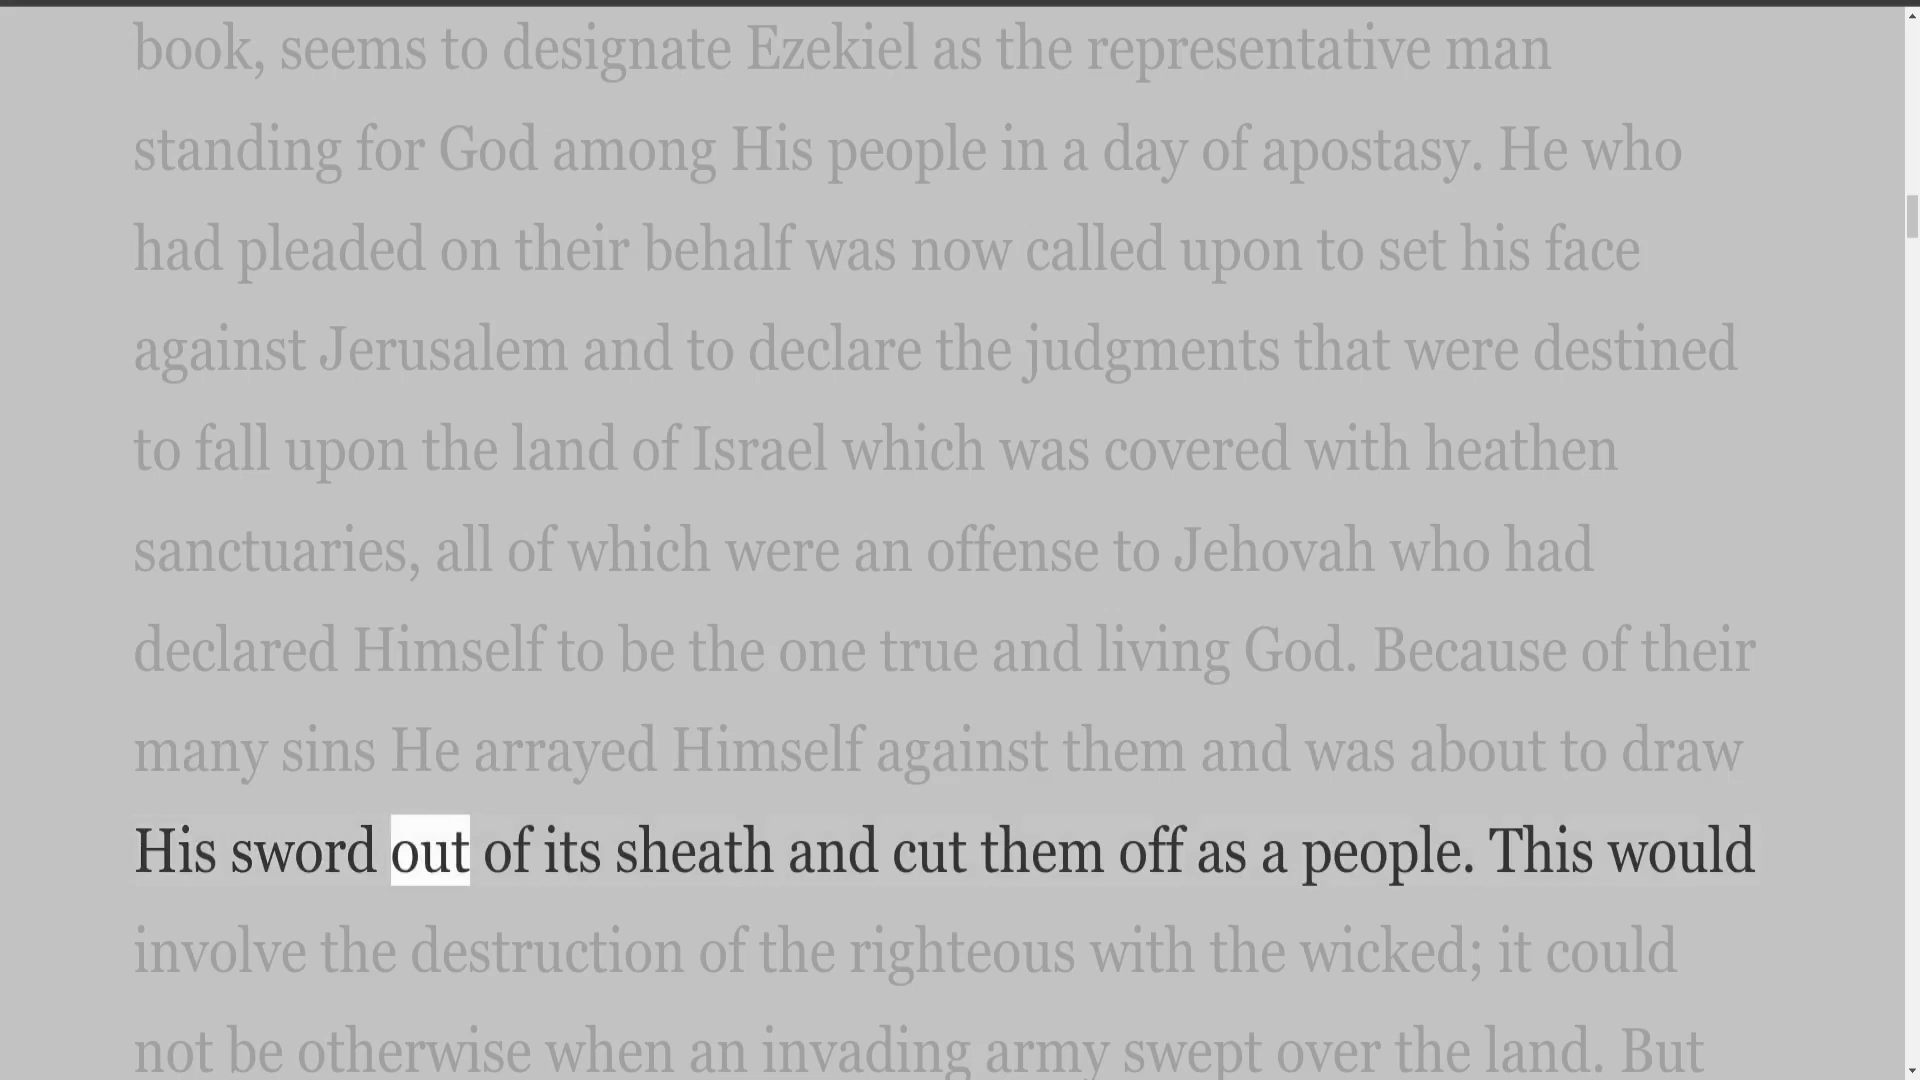 book, seems to designate Ezekiel as the representative man
standing for God among His people in a day of apostasy. He who
had pleaded on their behalf was now called upon to set his face
against Jerusalem and to declare the judgments that were destined
to fall upon the land of Israel which was covered with heathen
sanctuaries, all of which were an offense to Jehovah who had
declared Himself to be the one true and living God. Because of their
many sins He arrayed Himself against them and was about to draw
His sword out of its sheath and cut them off as a people. This would
involve the destruction of the righteous with the wicked; it could
not be otherwise when an invading army swept over the land. But